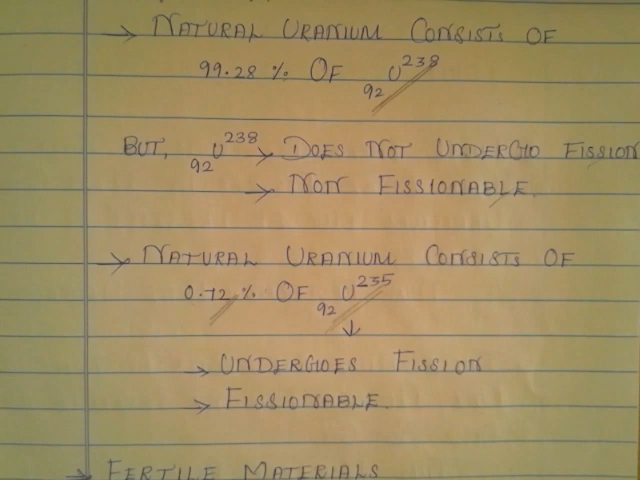 → NATURAL URANIUM CONSISTS OF
99.28 % OF ₉₂U²³⁸
BUT, ₉₂U²³⁸ → DOES NOT UNDERGO FISSION
→ NON FISSIONABLE.
→ NATURAL URANIUM CONSISTS OF
0.72 % OF ₉₂U²³⁵
↓
→ UNDERGOES FISSION
→ FISSIONABLE.
→ FERTILE MATERIALS